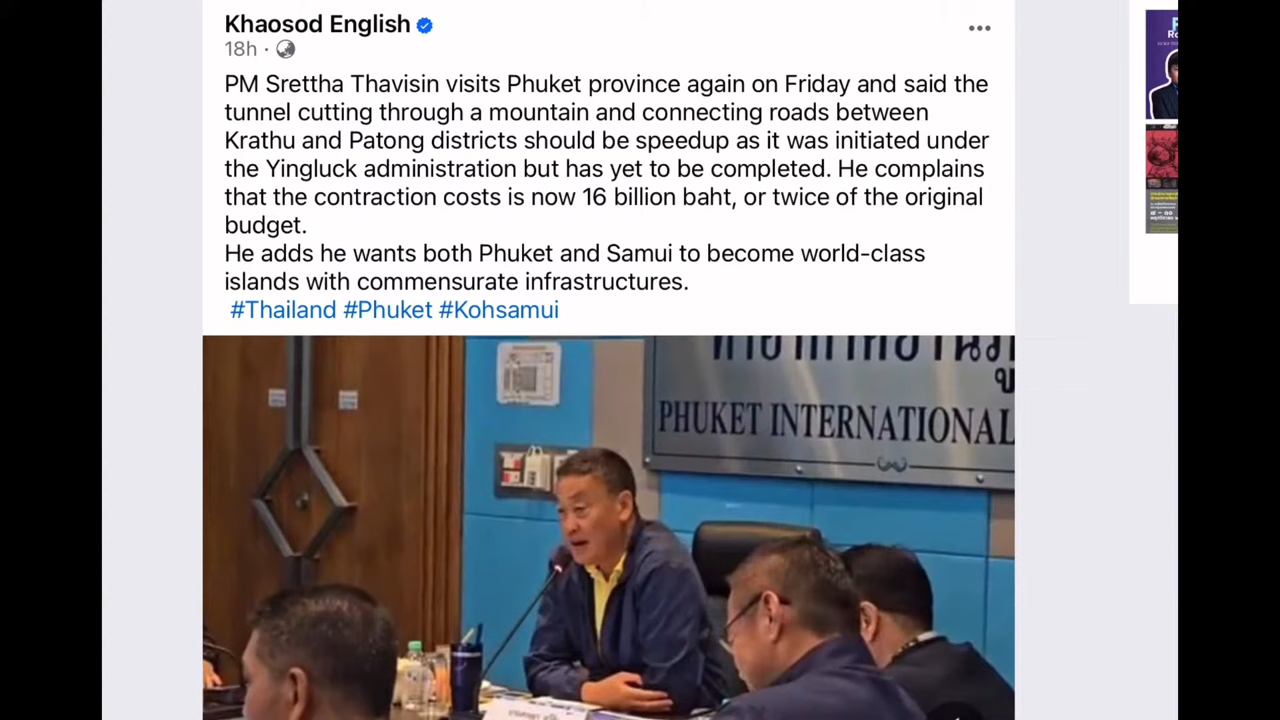 Khaosod English
18h
PM Srettha Thavisin visits Phuket province again on Friday and said the
tunnel cutting through a mountain and connecting roads between
Krathu and Patong districts should be speedup as it was initiated under
the Yingluck administration but has yet to be completed. He complains
that the contraction costs is now 16 billion baht, or twice of the original
budget.
He adds he wants both Phuket and Samui to become world-class
islands with commensurate infrastructures.
#Thailand #Phuket #Kohsamui
PHUKET INTERNATIONAL